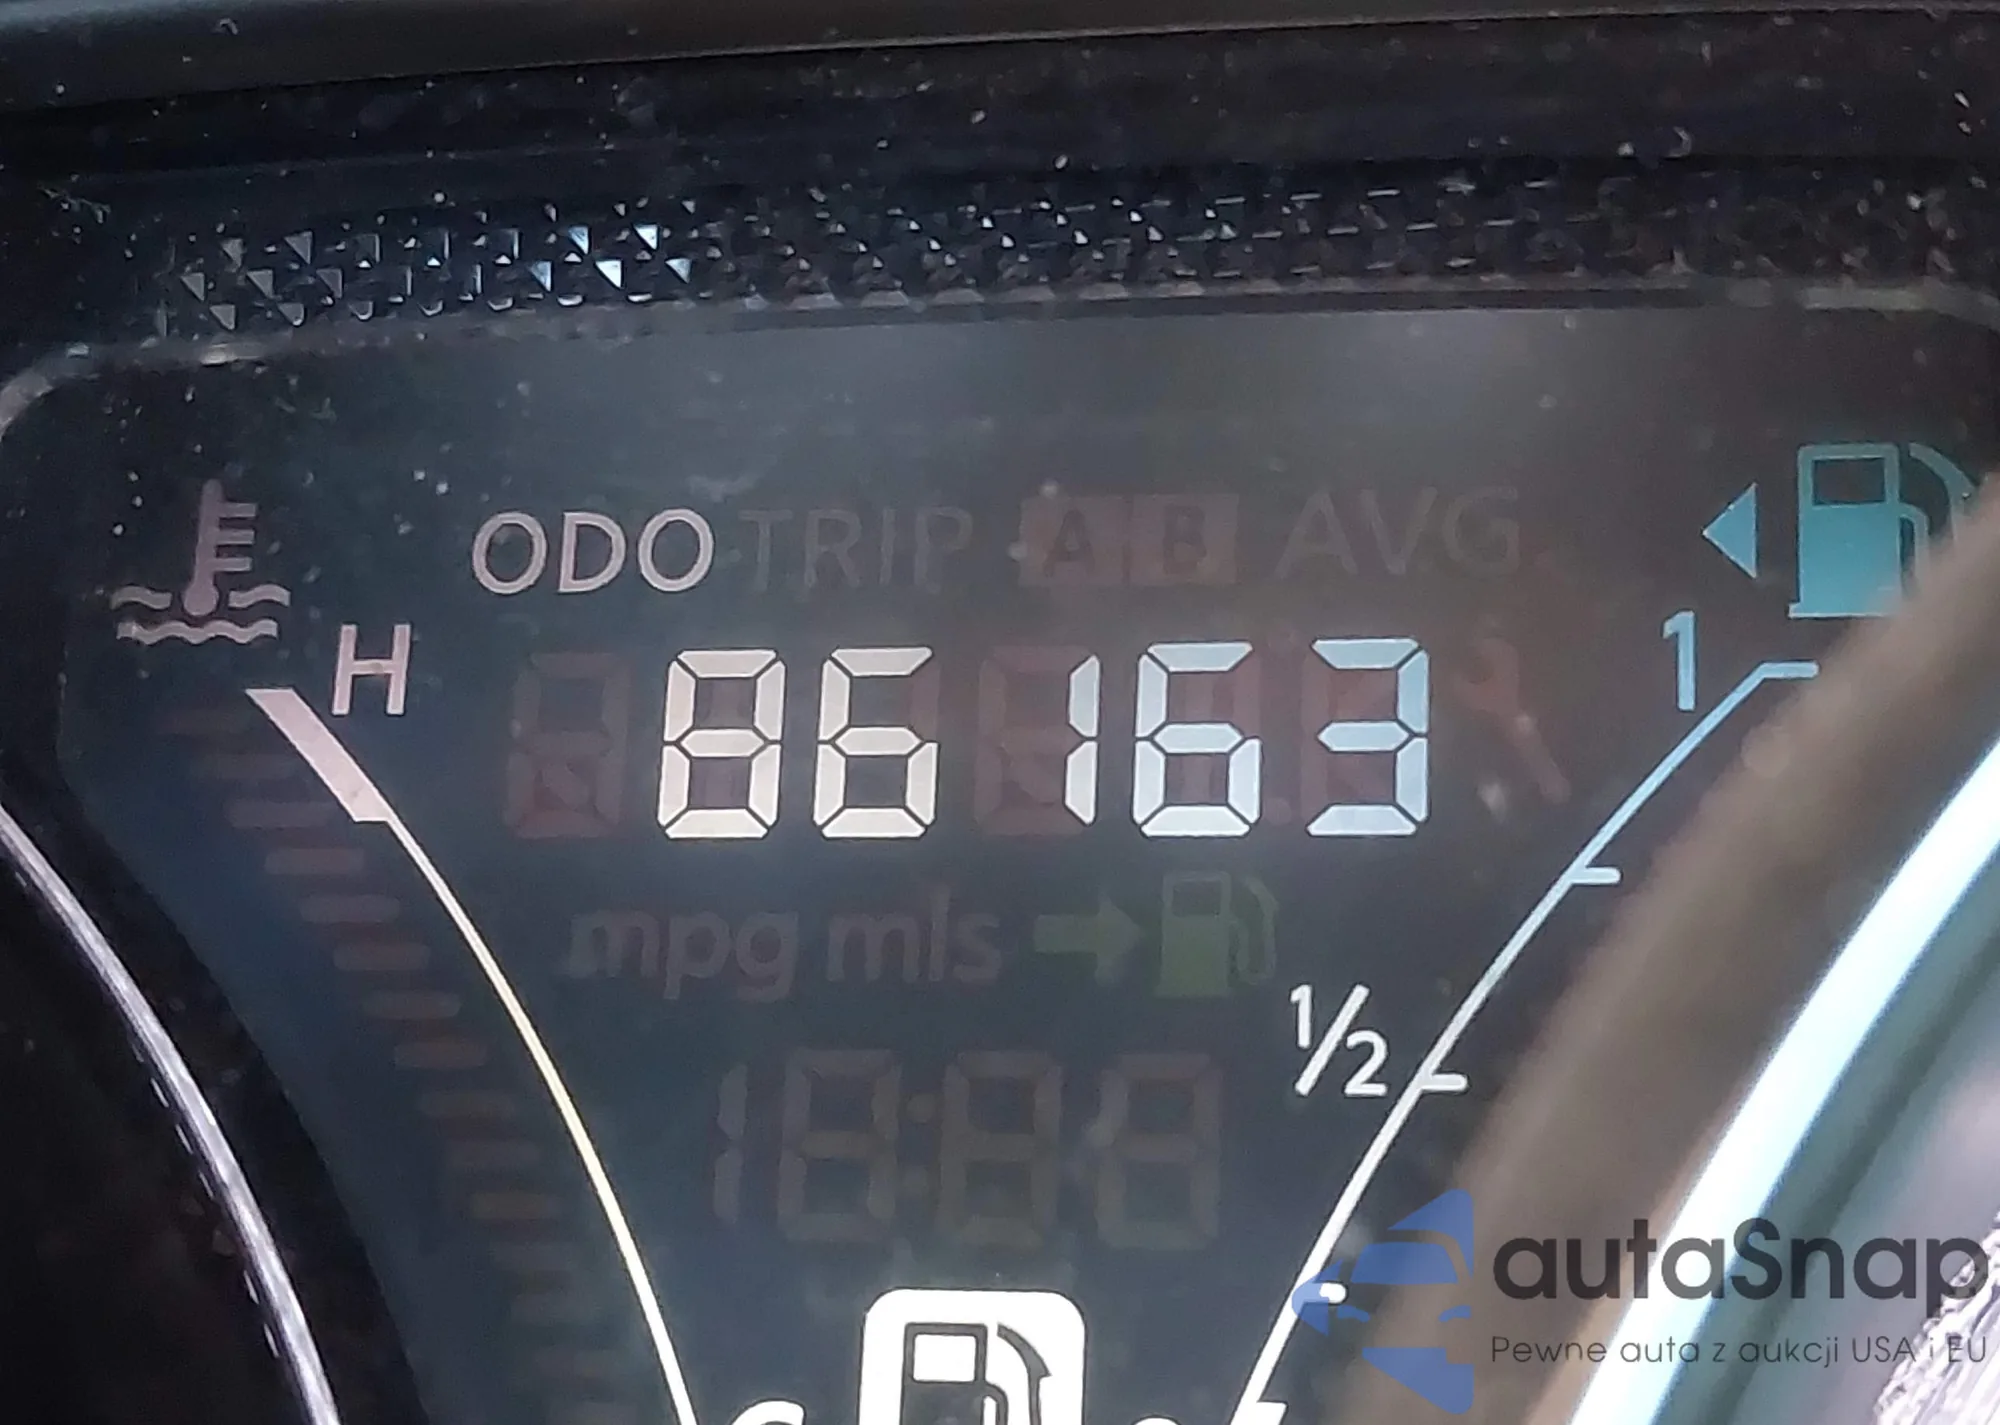 ODO TRIP A B AVG
H 86163 1
mpg mls
1/2
autaSnap
Pewne auta z aukcji USA i EU